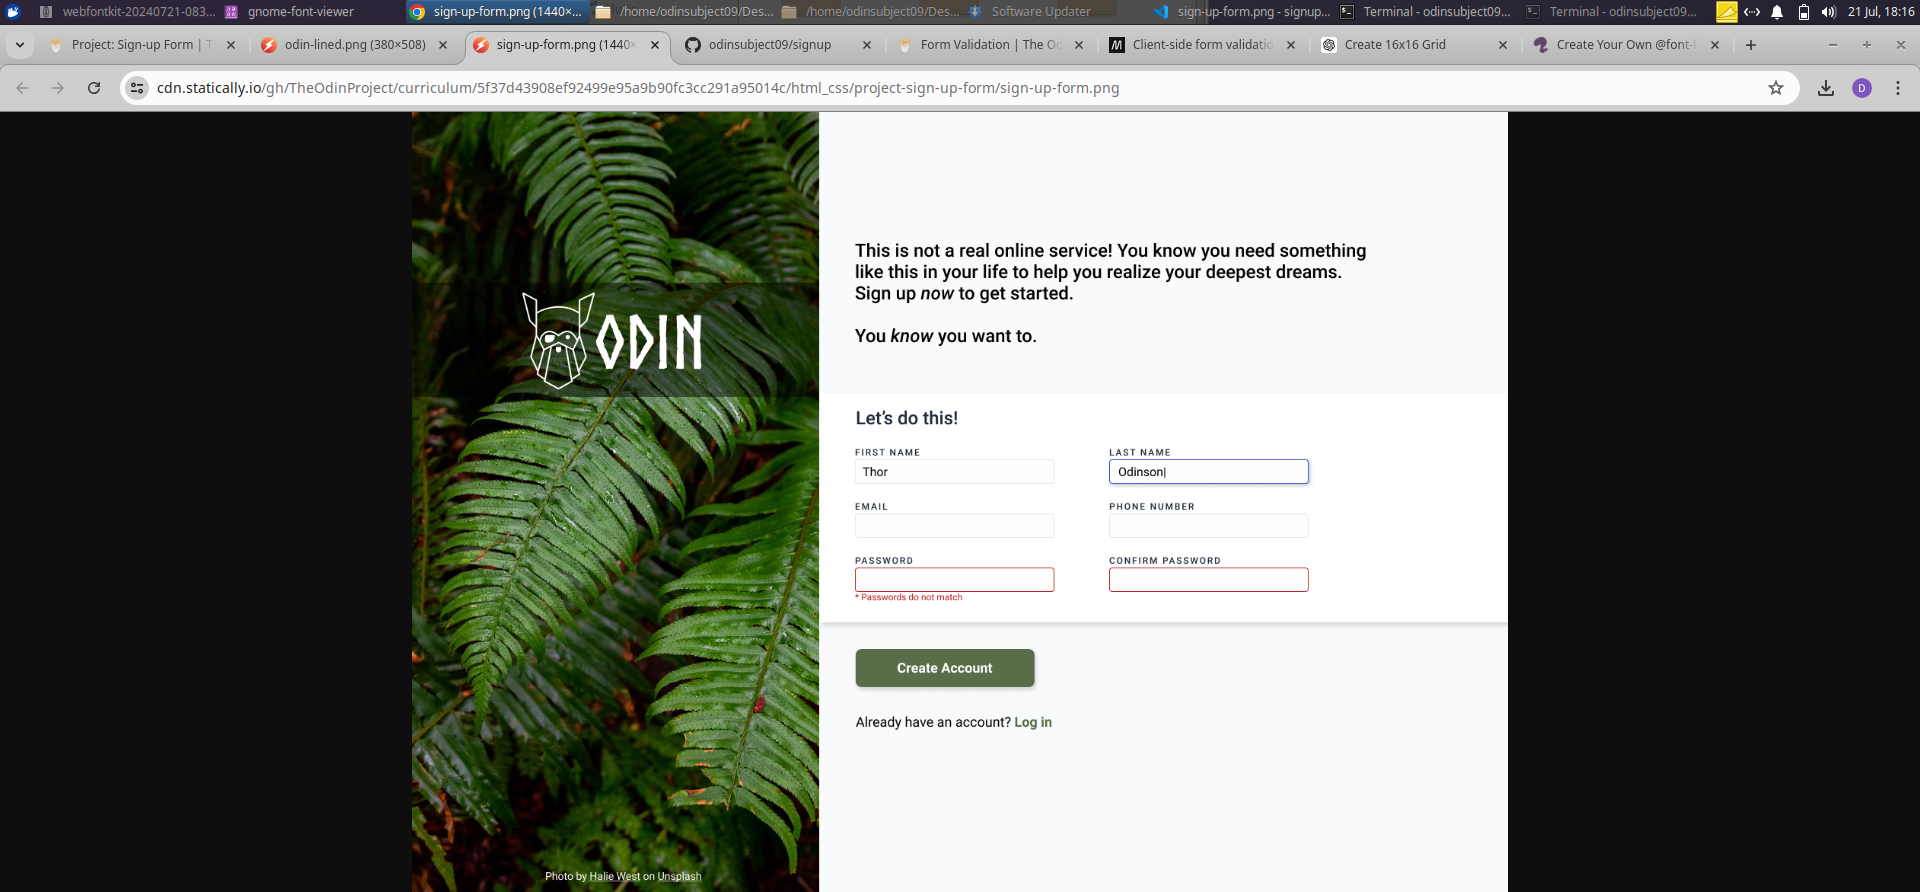 webfontkit-20240721-083...
gnome-font-viewer
sign-up-form.png (1440×...
/home/odinsubject09/Des...
/home/odinsubject09/Des...
Software Updater
sign-up-form.png - signup...
Terminal - odinsubject09...
Terminal - odinsubject09...
21 Jul, 18:16
Project: Sign-up Form | T
odin-lined.png (380×508)
sign-up-form.png (1440×
odinsubject09/signup
Form Validation | The Od
Client-side form validatio
Create 16x16 Grid
Create Your Own @font-f
cdn.statically.io/gh/TheOdinProject/curriculum/5f37d43908ef92499e95a9b90fc3cc291a95014c/html_css/project-sign-up-form/sign-up-form.png
D
ODIN
This is not a real online service! You know you need something
like this in your life to help you realize your deepest dreams.
Sign up now to get started.
You know you want to.
Let's do this!
FIRST NAME
LAST NAME
Thor
Odinson
EMAIL
PHONE NUMBER
PASSWORD
CONFIRM PASSWORD
* Passwords do not match
Create Account
Already have an account? Log in
Photo by Halie West on Unsplash